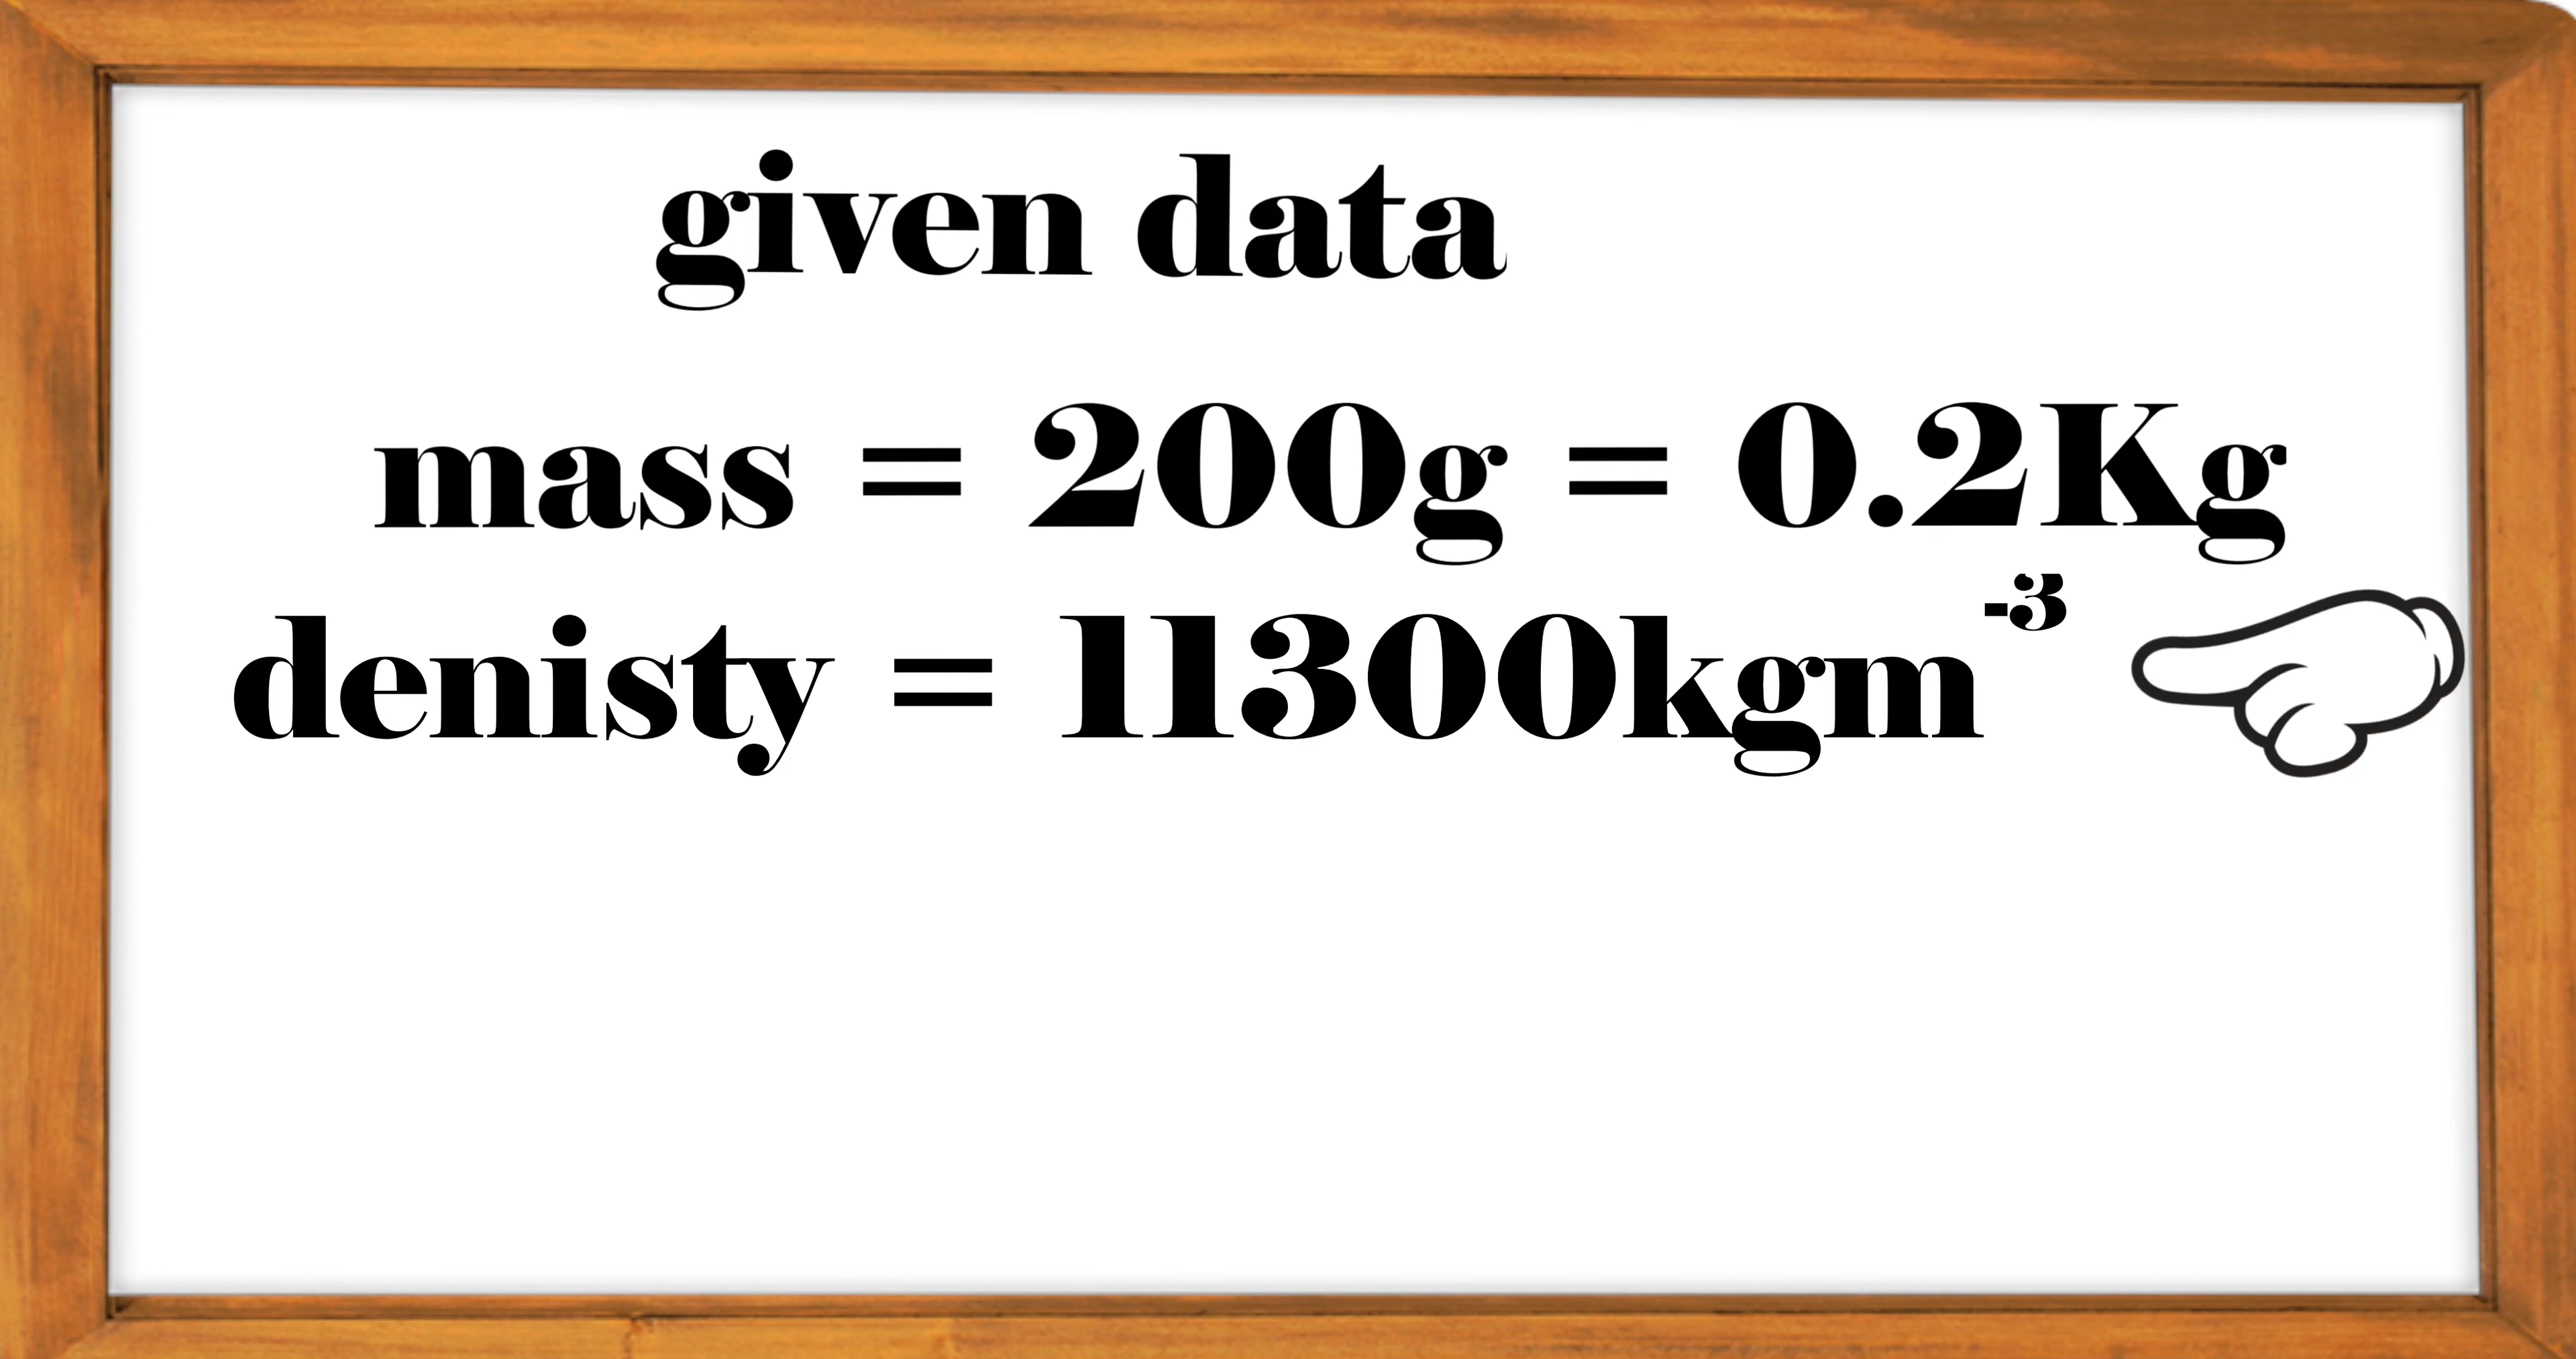 given data
mass = 200g = 0.2Kg
denisty = 11300kgm⁻³